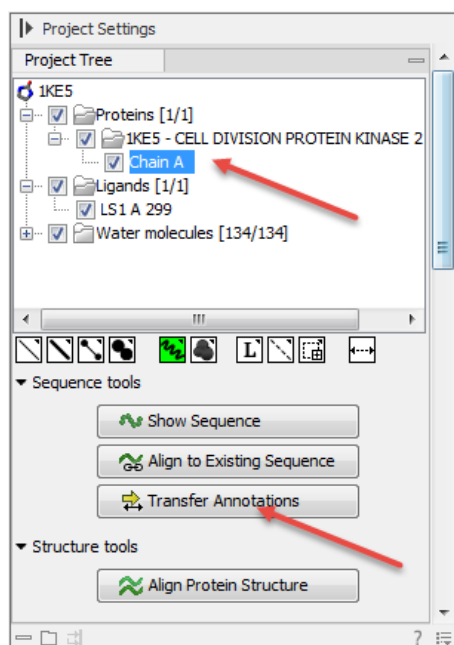 Project Settings
Project Tree
1KE5
Proteins [1/1]
1KE5 - CELL DIVISION PROTEIN KINASE 2
Chain A
Ligands [1/1]
LS1 A 299
Water molecules [134/134]
L
Sequence tools
Show Sequence
Align to Existing Sequence
Transfer Annotations
Structure tools
Align Protein Structure
?